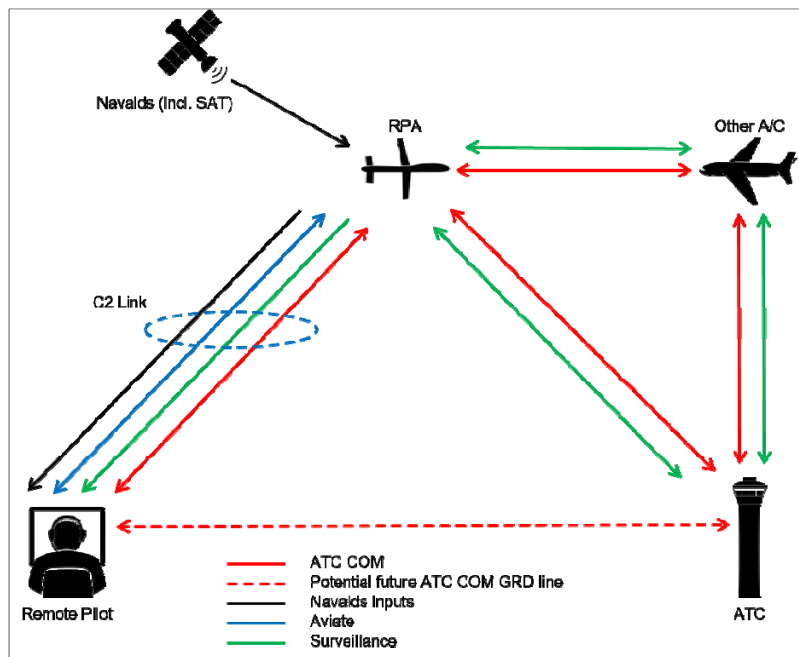 Navaids (Incl. SAT)
RPA
Other A/C
C2 Link
Remote Pilot
ATC COM
Potential future ATC COM GRD line
Navaids Inputs
Aviate
Surveillance
ATC